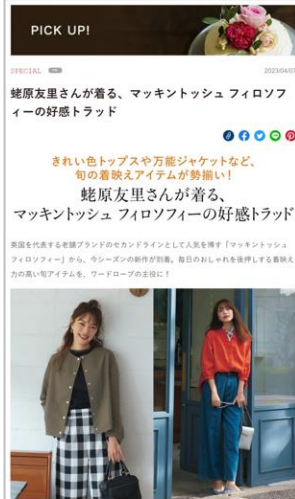 PICK UP!
SPECIAL
2023/04/07
蛯原友里さんが着る、マッキントッシュ フィロソフ
ィーの好感トラッド
きれい色トップスや万能ジャケットなど、
旬の着映えアイテムが勢揃い！
蛯原友里さんが着る、
マッキントッシュ フィロソフィーの好感トラッド
英国を代表する老舗ブランドのセカンドラインとして人気を博す「マッキントッシュ
フィロソフィー」から、今シーズンの新作が到着。毎日のおしゃれを後押しする着映え
力の高い旬アイテムを、ワードローブの主役に！